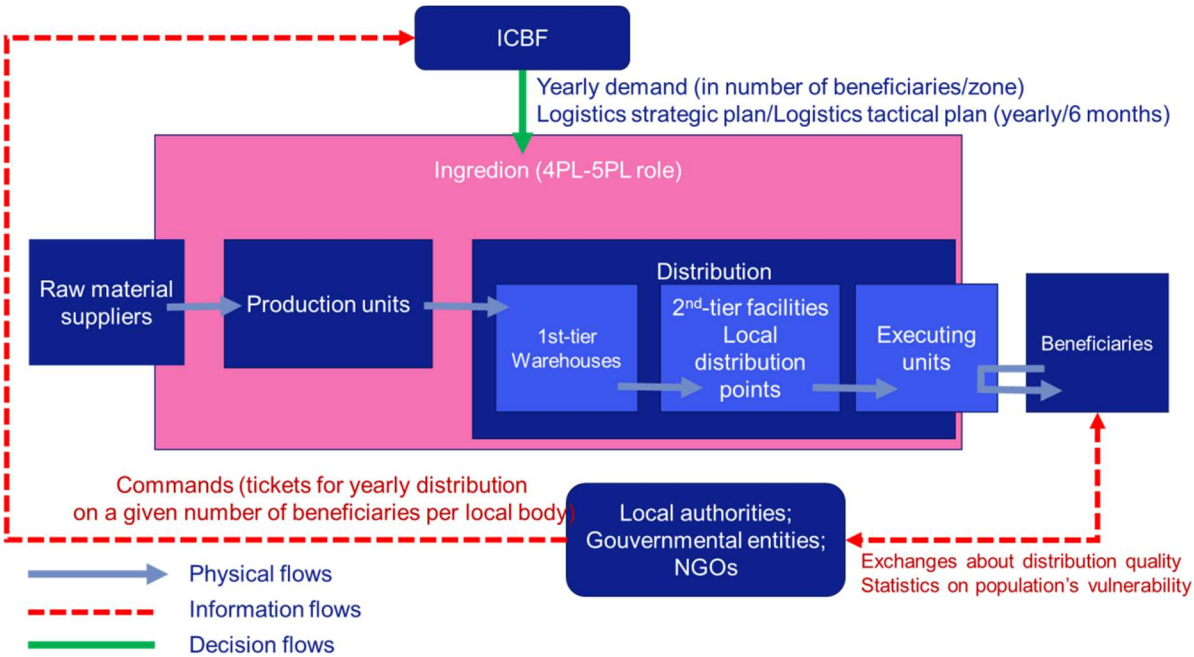 ICBF
Yearly demand (in number of beneficiaries/zone)
Logistics strategic plan/Logistics tactical plan (yearly/6 months)
Ingredion (4PL-5PL role)
Raw material
suppliers
Production units
Distribution
1st-tier
Warehouses
2nd-tier facilities
Local
distribution
points
Executing
units
Beneficiaries
Commands (tickets for yearly distribution
on a given number of beneficiaries per local body)
Local authorities;
Gouvermental entities;
NGOs
Exchanges about distribution quality
Statistics on population's vulnerability
Physical flows
Information flows
Decision flows